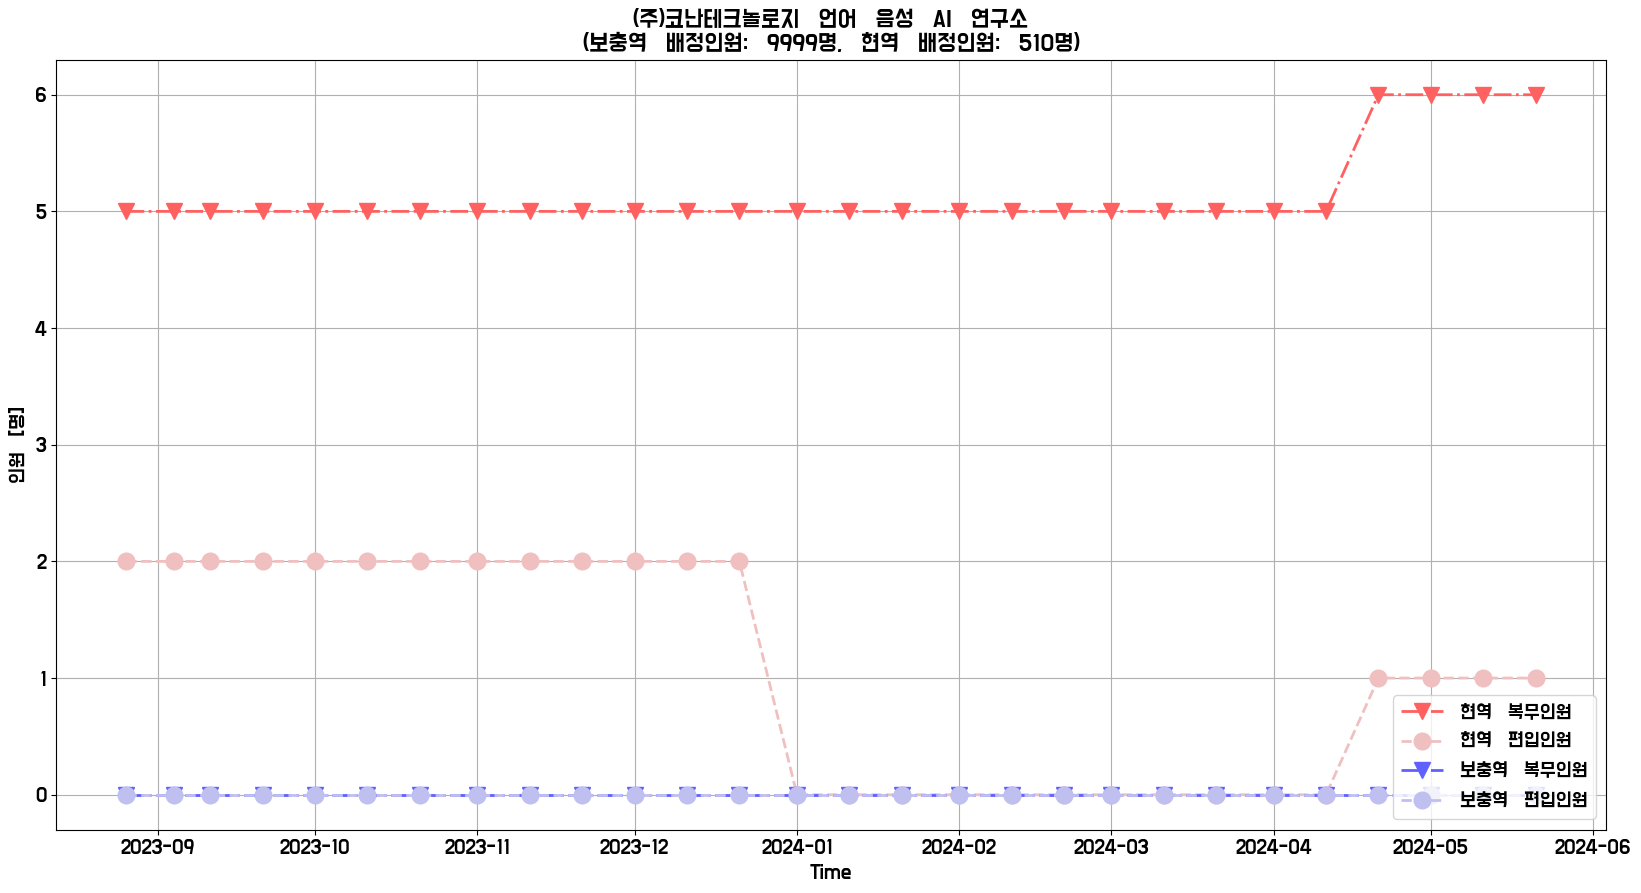 (주)코난테크놀로지 언어 음성 AI 연구소
(보충역 배정인원: 9999명, 현역 배정인원: 510명)
6
5
4
3
2
1
0
인원 [명]
현역 복무인원
현역 편입인원
보충역 복무인원
보충역 편입인원
2023-09 2023-10 2023-11 2023-12 2024-01 2024-02 2024-03 2024-04 2024-05 2024-06
Time